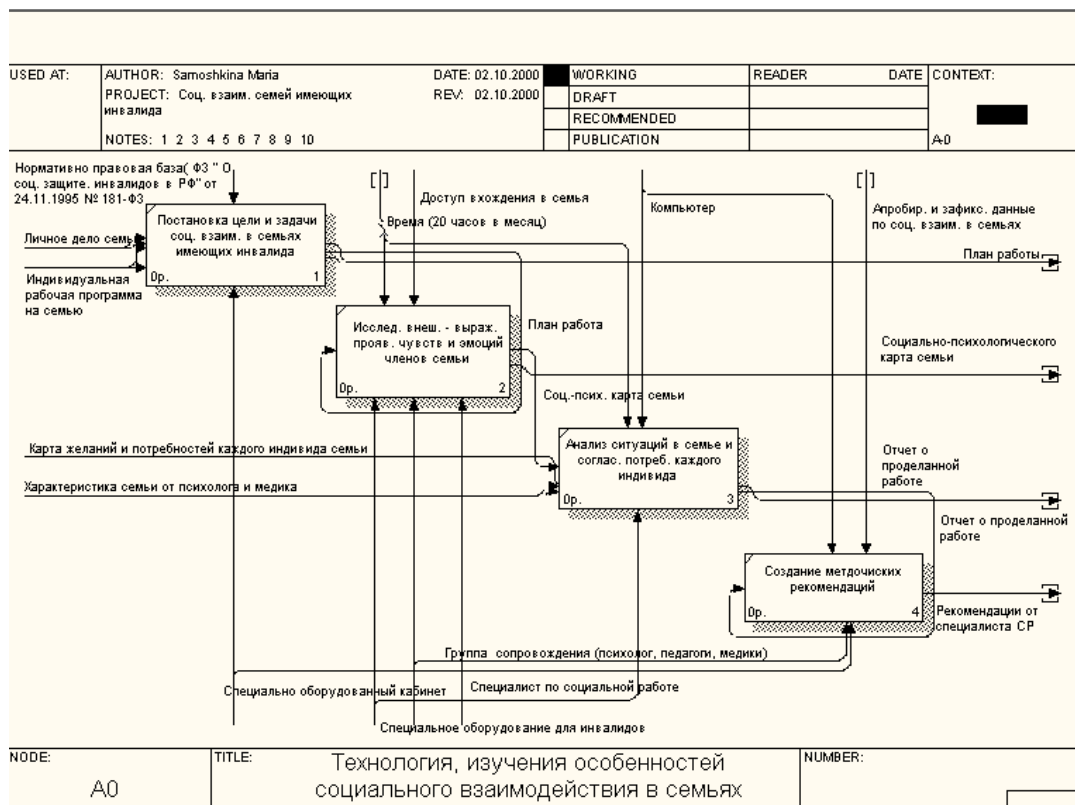 USED AT:
AUTHOR: Samoshkina Maria
DATE: 02.10.2000
PROJECT: Соц. взаим. семей имеющих
инвалида
REV: 02.10.2000
NOTES: 1 2 3 4 5 6 7 8 9 10
WORKING
DRAFT
RECOMMENDED
PUBLICATION
READER
DATE
CONTEXT:
A-0
Нормативно правовая база( ФЗ " О
соц. защите. инвалидов в РФ" от
24.11.1995 № 181-ФЗ
Доступ вхождения в семья
Время (20 часов в месяц)
Компьютер
Апробир. и зафикс. данные
по соц. взаим. в семьях
Личное дело семь
Индивидуальная
рабочая программа
на семью
Постановка цели и задачи
соц. взаим. в семьях
имеющих инвалида
0р.
1
План работы
Исслед. внеш. - выраж.
прояв. чувств и эмоций
членов семьи
0р.
2
План работа
Социально-психологического
карта семьи
Соц.-псих. карта семьи
Карта желаний и потребностей каждого индивида семьи
Характеристика семьи от психолога и медика
Анализ ситуаций в семье и
соглас. потреб. каждого
индивида
0р.
3
Отчет о
проделанной
работе
Отчет о проделанной
работе
Создание метдочиских
рекомендаций
0р.
4
Рекомендации от
специалиста СР
Группа сопровождения (психолог, педагоги, медики)
Специально оборудованный кабинет
Специалист по социальной работе
Специальное оборудование для инвалидов
NODE:
A0
TITLE:
Технология, изучения особенностей
социального взаимодействия в семьях
NUMBER: